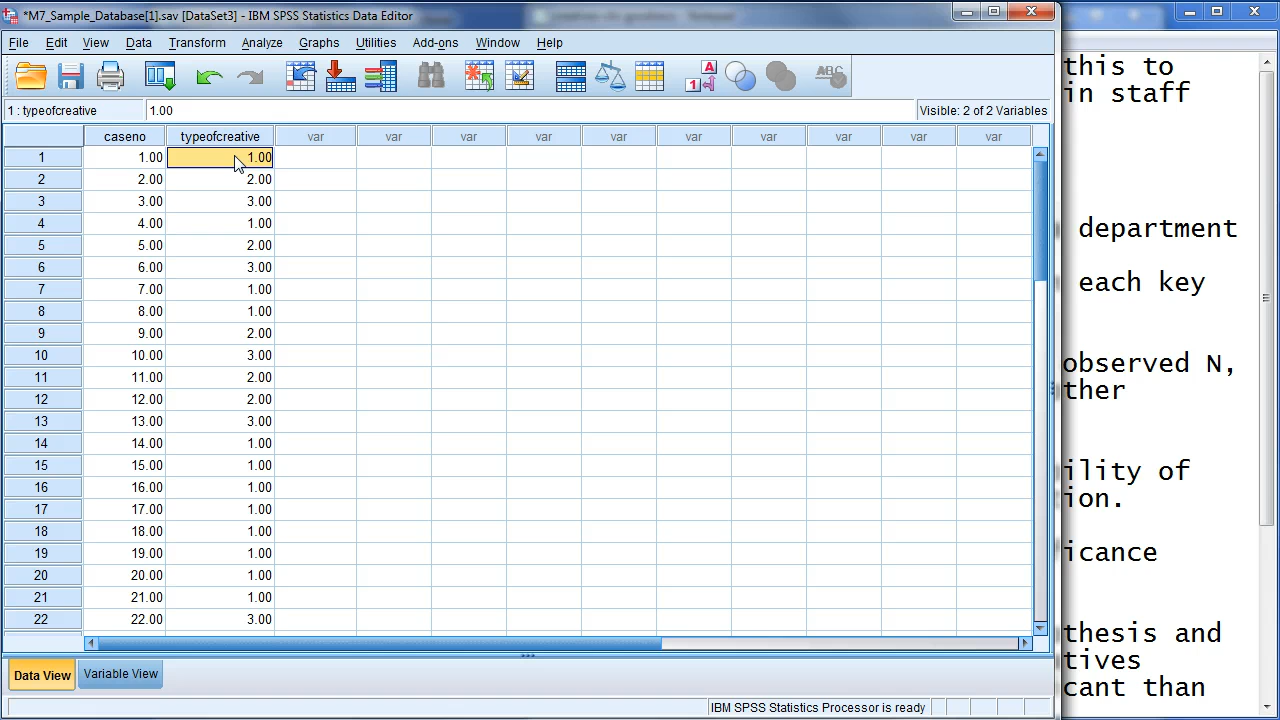 *M7_Sample_Database[1].sav [DataSet3] - IBM SPSS Statistics Data Editor
File Edit View Data Transform Analyze Graphs Utilities Add-ons Window Help
1 : typeofcreative 1.00 Visible: 2 of 2 Variables
caseno typeofcreative var var var var var var var var var var
1 1.00 1.00
2 2.00 2.00
3 3.00 3.00
4 4.00 1.00
5 5.00 2.00
6 6.00 3.00
7 7.00 1.00
8 8.00 1.00
9 9.00 2.00
10 10.00 3.00
11 11.00 2.00
12 12.00 2.00
13 13.00 3.00
14 14.00 1.00
15 15.00 1.00
16 16.00 1.00
17 17.00 1.00
18 18.00 1.00
19 19.00 1.00
20 20.00 1.00
21 21.00 1.00
22 22.00 3.00
Data View Variable View
IBM SPSS Statistics Processor is ready
this to
in staff
department
each key
observed N,
ther
ility of
ion.
icance
thesis and
tives
cant than